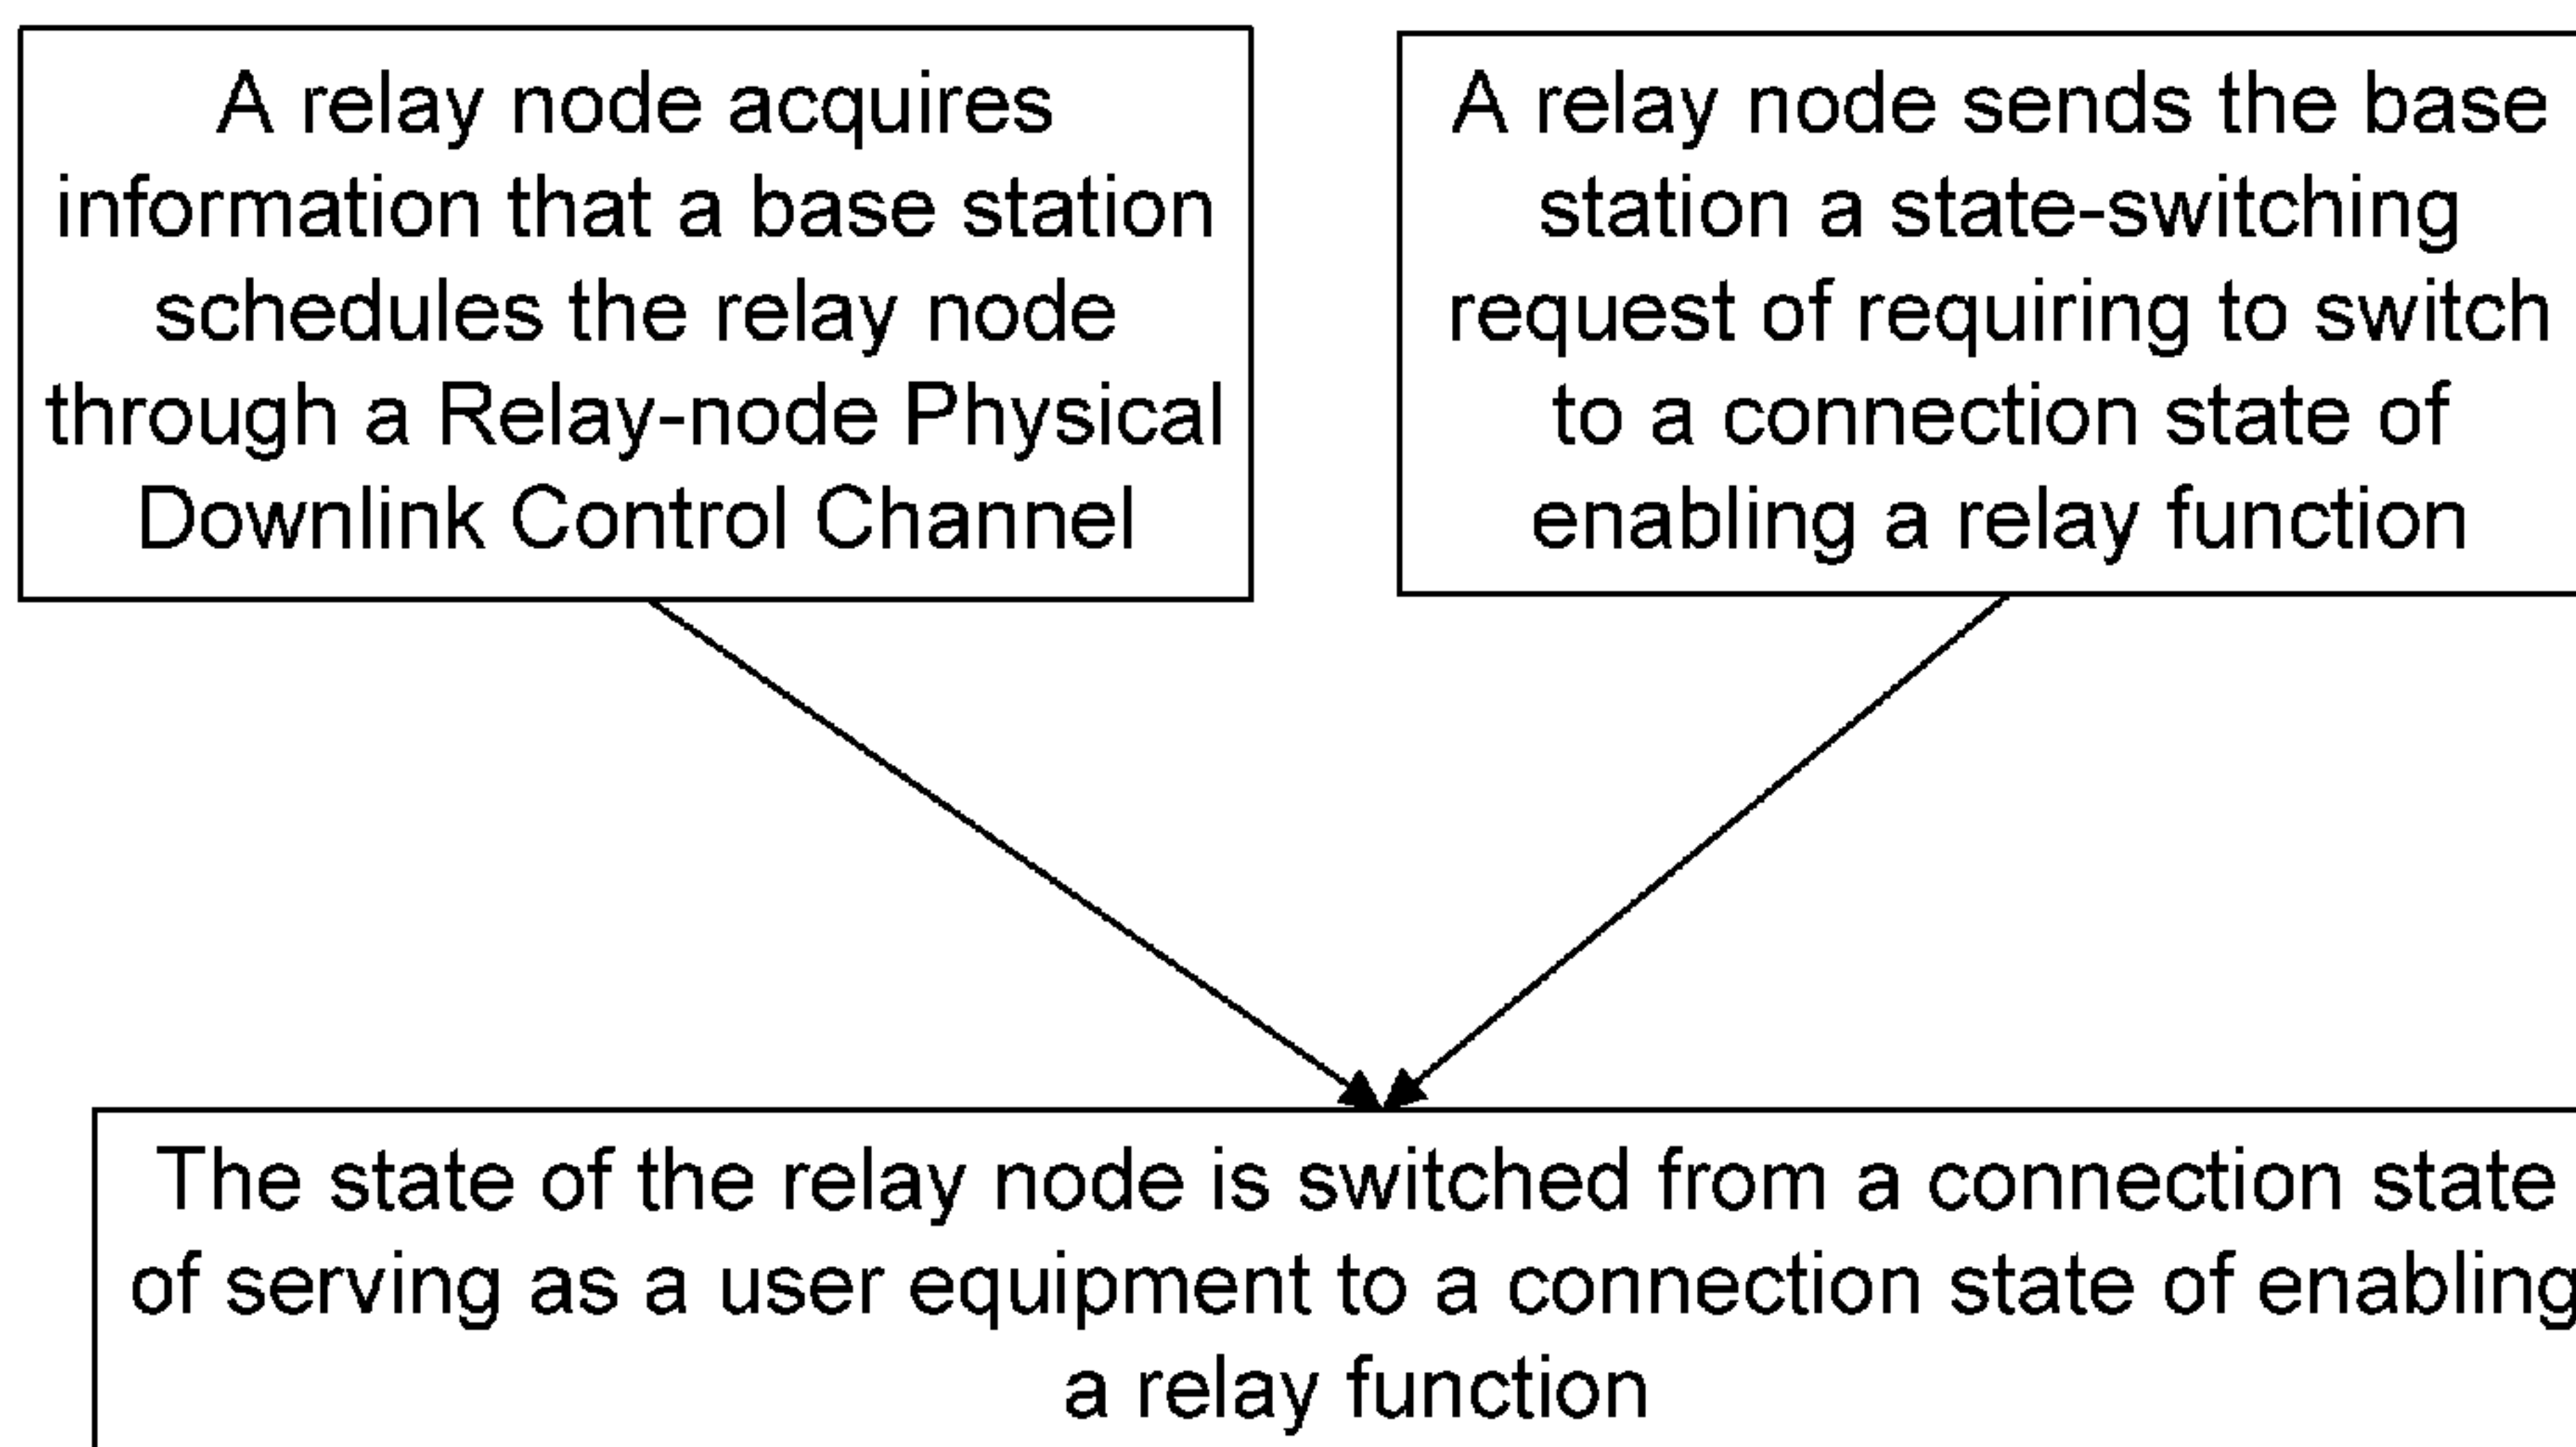 A relay node acquires
information that a base station
schedules the relay node
through a Relay-node Physical
Downlink Control Channel
A relay node sends the base
station a state-switching
request of requiring to switch
to a connection state of
enabling a relay function
The state of the relay node is switched from a connection state
of serving as a user equipment to a connection state of enabling
a relay function